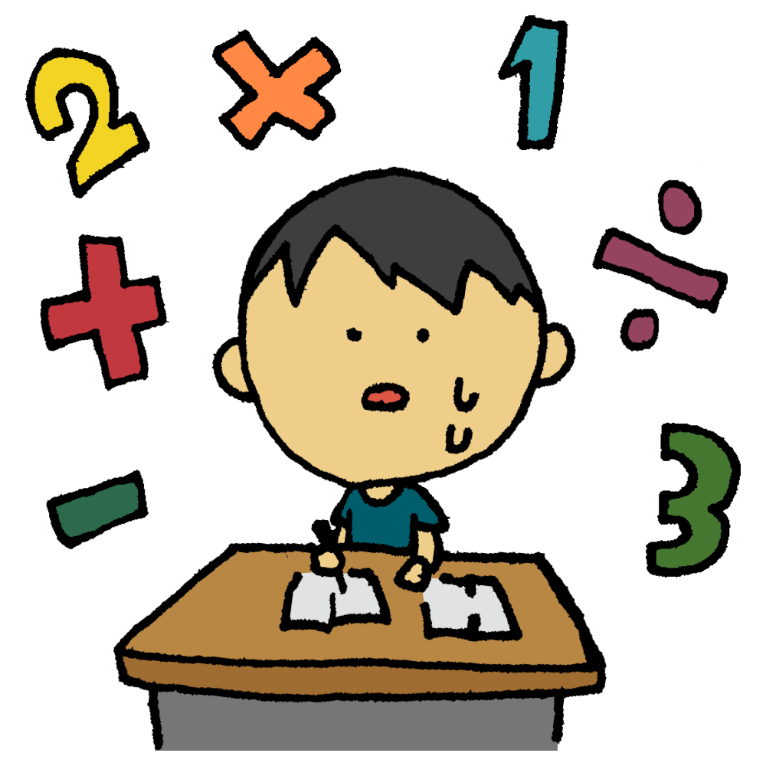 2 × 1
+ ÷
- 3